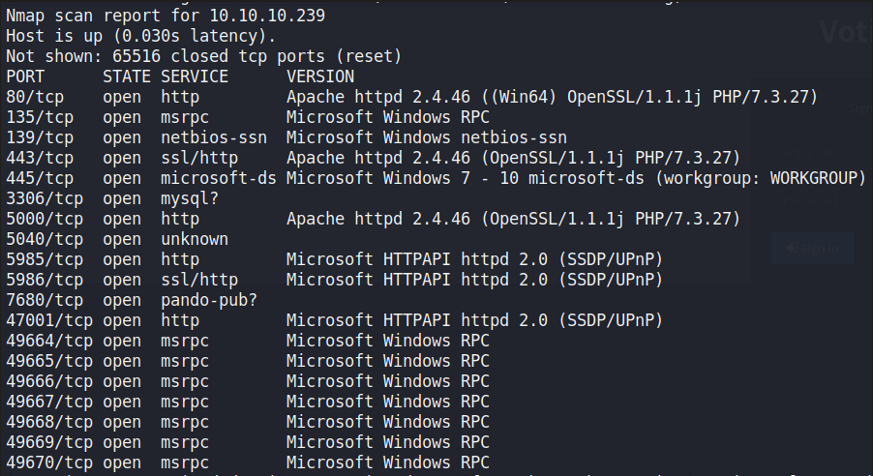 Nmap scan report for 10.10.10.239
Host is up (0.030s latency).
Not shown: 65516 closed tcp ports (reset)
PORT      STATE SERVICE      VERSION
80/tcp    open  http         Apache httpd 2.4.46 ((Win64) OpenSSL/1.1.1j PHP/7.3.27)
135/tcp   open  msrpc        Microsoft Windows RPC
139/tcp   open  netbios-ssn  Microsoft Windows netbios-ssn
443/tcp   open  ssl/http     Apache httpd 2.4.46 (OpenSSL/1.1.1j PHP/7.3.27)
445/tcp   open  microsoft-ds Microsoft Windows 7 - 10 microsoft-ds (workgroup: WORKGROUP)
3306/tcp  open  mysql?
5000/tcp  open  http         Apache httpd 2.4.46 (OpenSSL/1.1.1j PHP/7.3.27)
5040/tcp  open  unknown
5985/tcp  open  http         Microsoft HTTPAPI httpd 2.0 (SSDP/UPnP)
5986/tcp  open  ssl/http     Microsoft HTTPAPI httpd 2.0 (SSDP/UPnP)
7680/tcp  open  pando-pub?
47001/tcp open  http         Microsoft HTTPAPI httpd 2.0 (SSDP/UPnP)
49664/tcp open  msrpc        Microsoft Windows RPC
49665/tcp open  msrpc        Microsoft Windows RPC
49666/tcp open  msrpc        Microsoft Windows RPC
49667/tcp open  msrpc        Microsoft Windows RPC
49668/tcp open  msrpc        Microsoft Windows RPC
49669/tcp open  msrpc        Microsoft Windows RPC
49670/tcp open  msrpc        Microsoft Windows RPC
Voti
Sign In